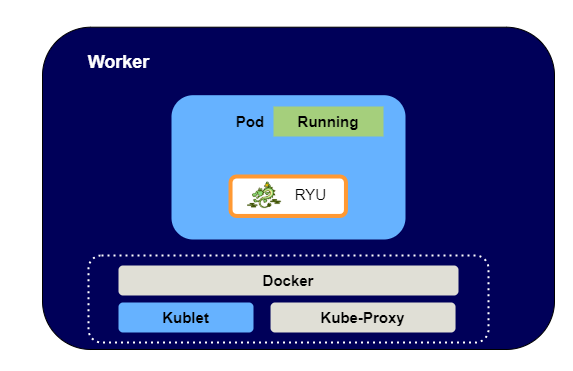 Worker
Pod Running
RYU
Docker
Kublet Kube-Proxy